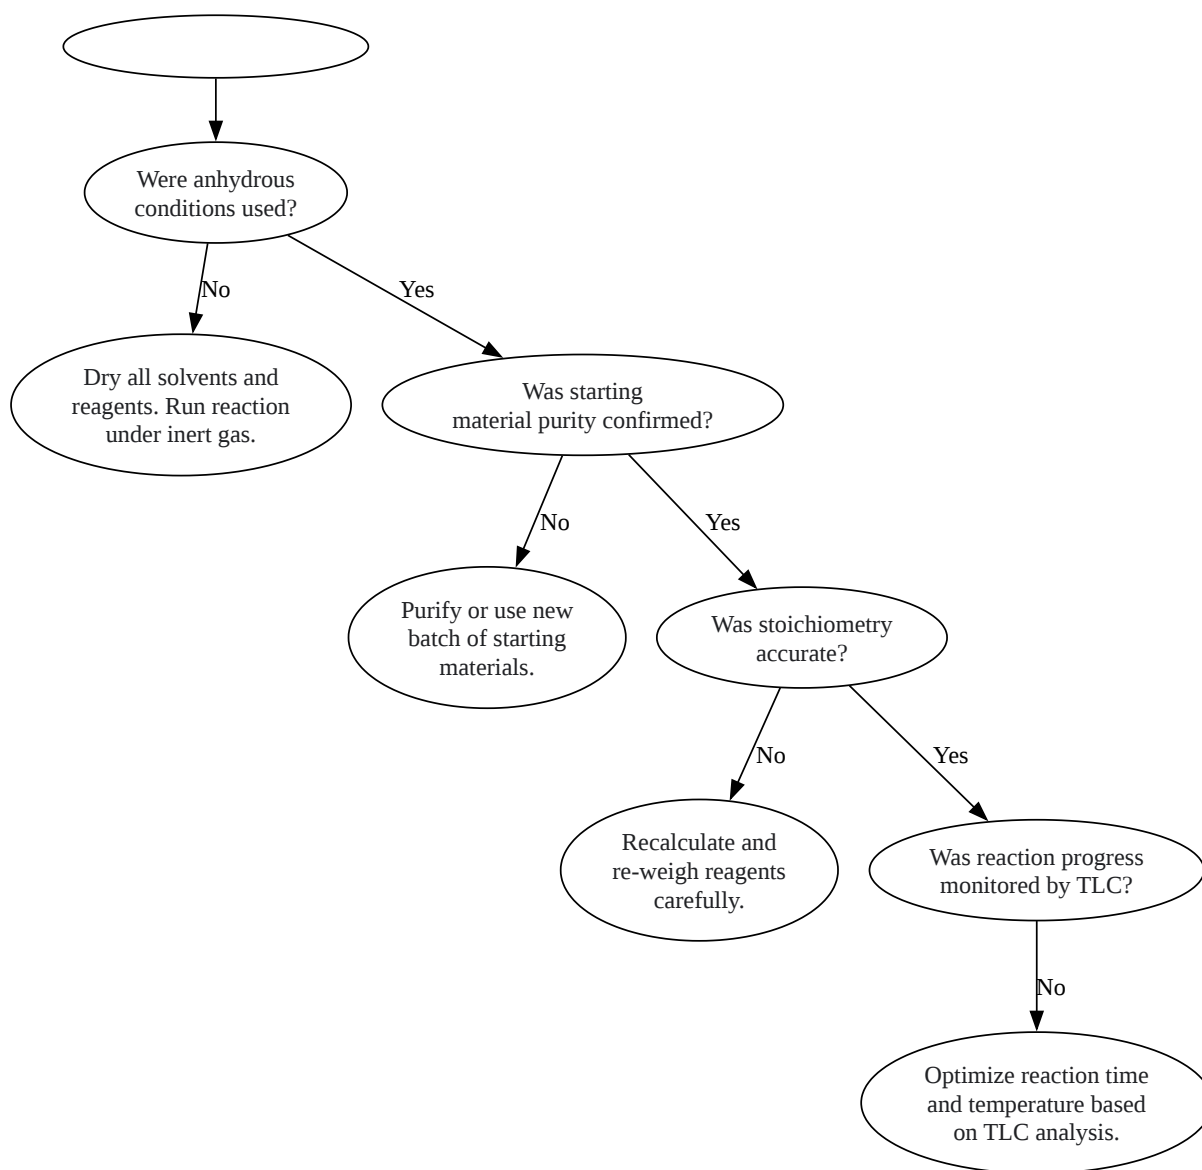 Were anhydrous
conditions used?
No
Yes
Dry all solvents and
reagents. Run reaction
under inert gas.
Was starting
material purity confirmed?
No
Yes
Purify or use new
batch of starting
materials.
Was stoichiometry
accurate?
No
Yes
Recalculate and
re-weigh reagents
carefully.
Was reaction progress
monitored by TLC?
No
Optimize reaction time
and temperature based
on TLC analysis.